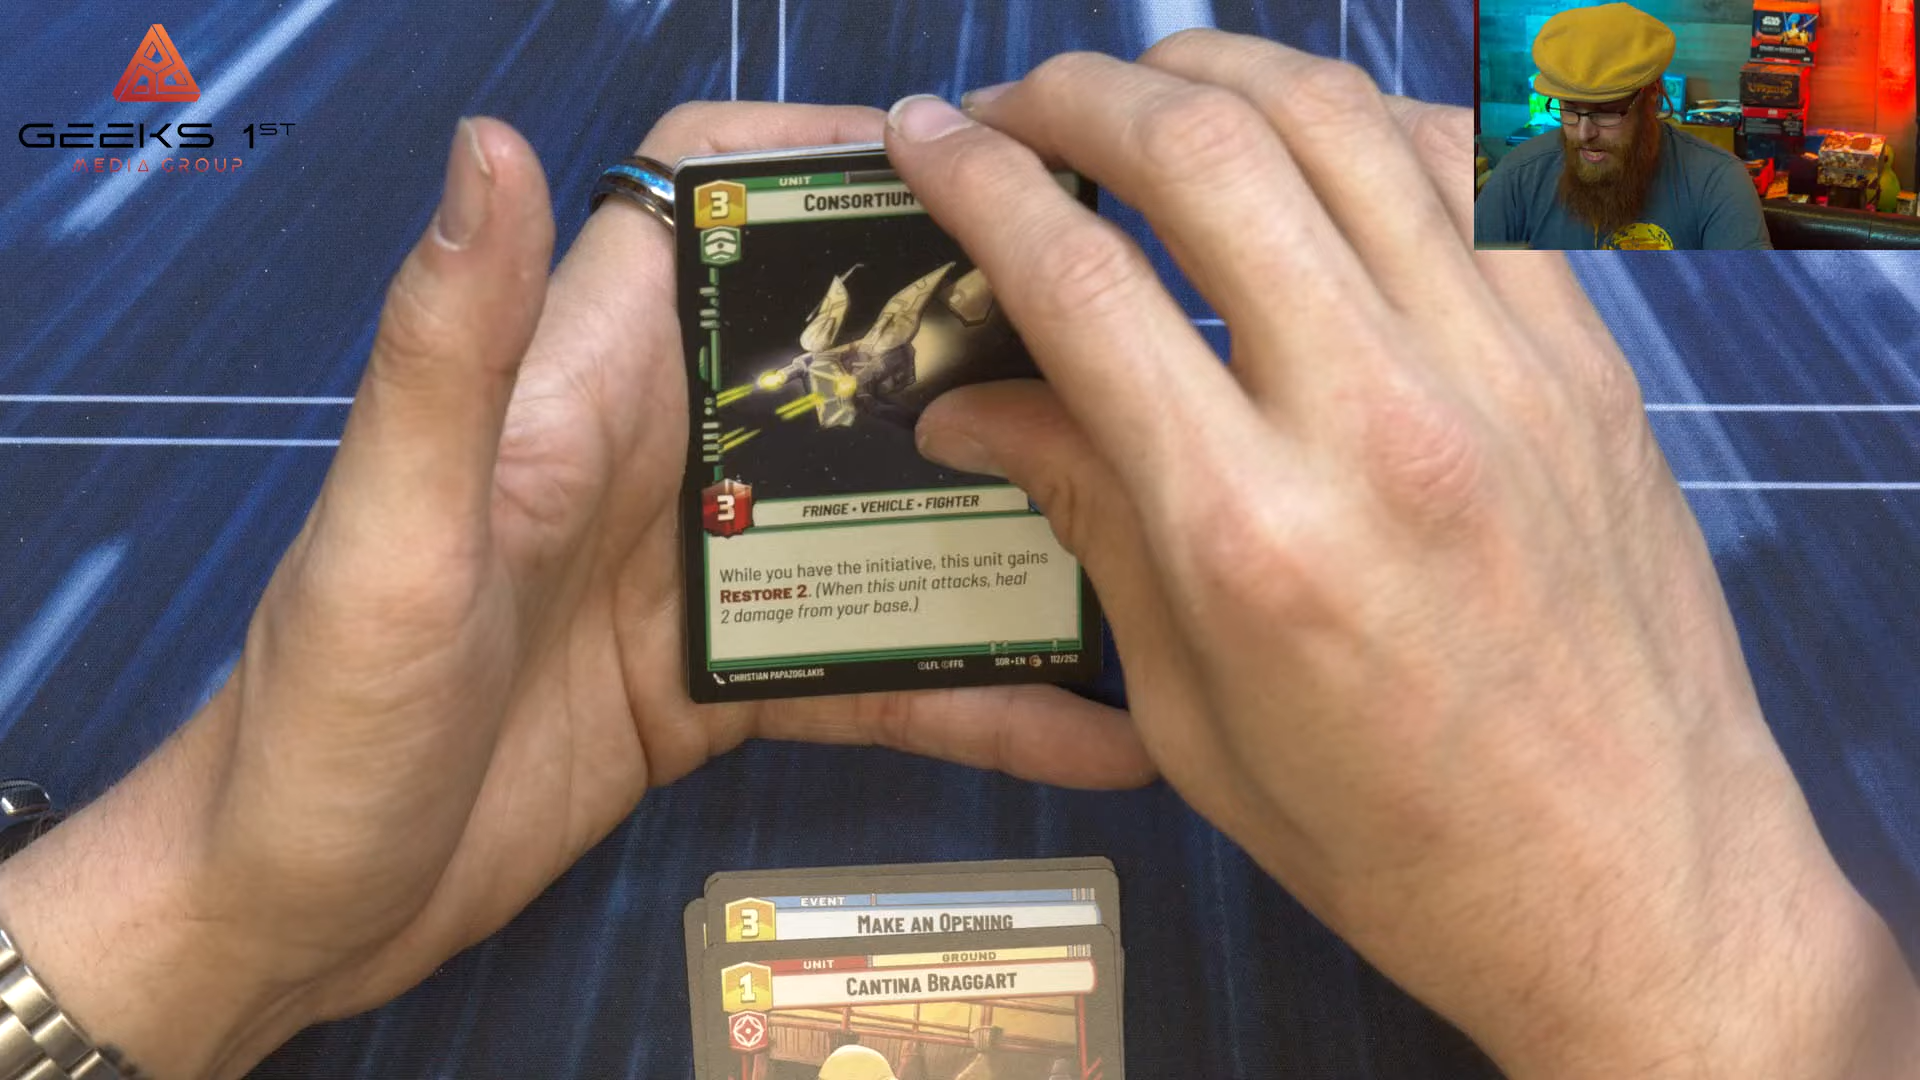 GEEKS 1ST
MEDIA GROUP
UNIT
3
CONSORTIUM
3
FRINGE • VEHICLE • FIGHTER
While you have the initiative, this unit gains
RESTORE 2. (When this unit attacks, heal
2 damage from your base.)
CHRISTIAN PAPAZOGLAKIS
©LFL ©FFG
SOR•EN
112/252
EVENT
3
MAKE AN OPENING
UNIT
GROUND
1
CANTINA BRAGGART
STAR WARS